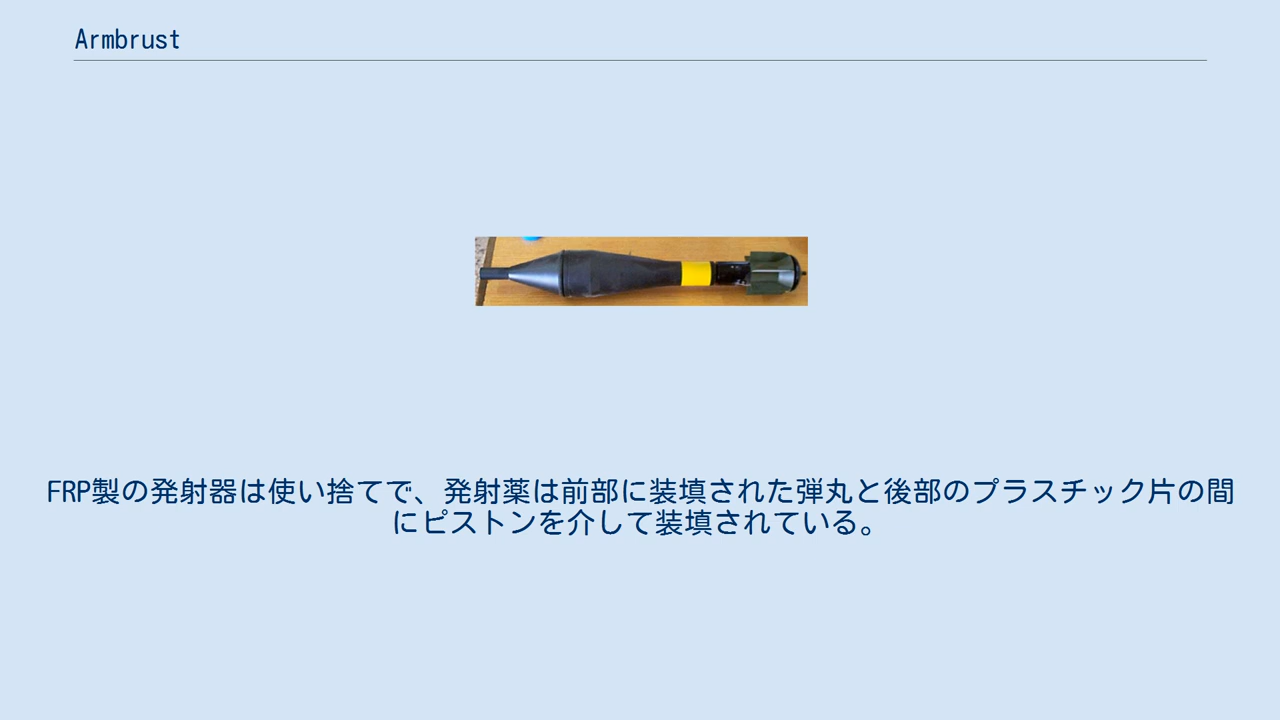 Armbrust
FRP製の発射器は使い捨てで、発射薬は前部に装填された弾丸と後部のプラスチック片の間
にピストンを介して装填されている。